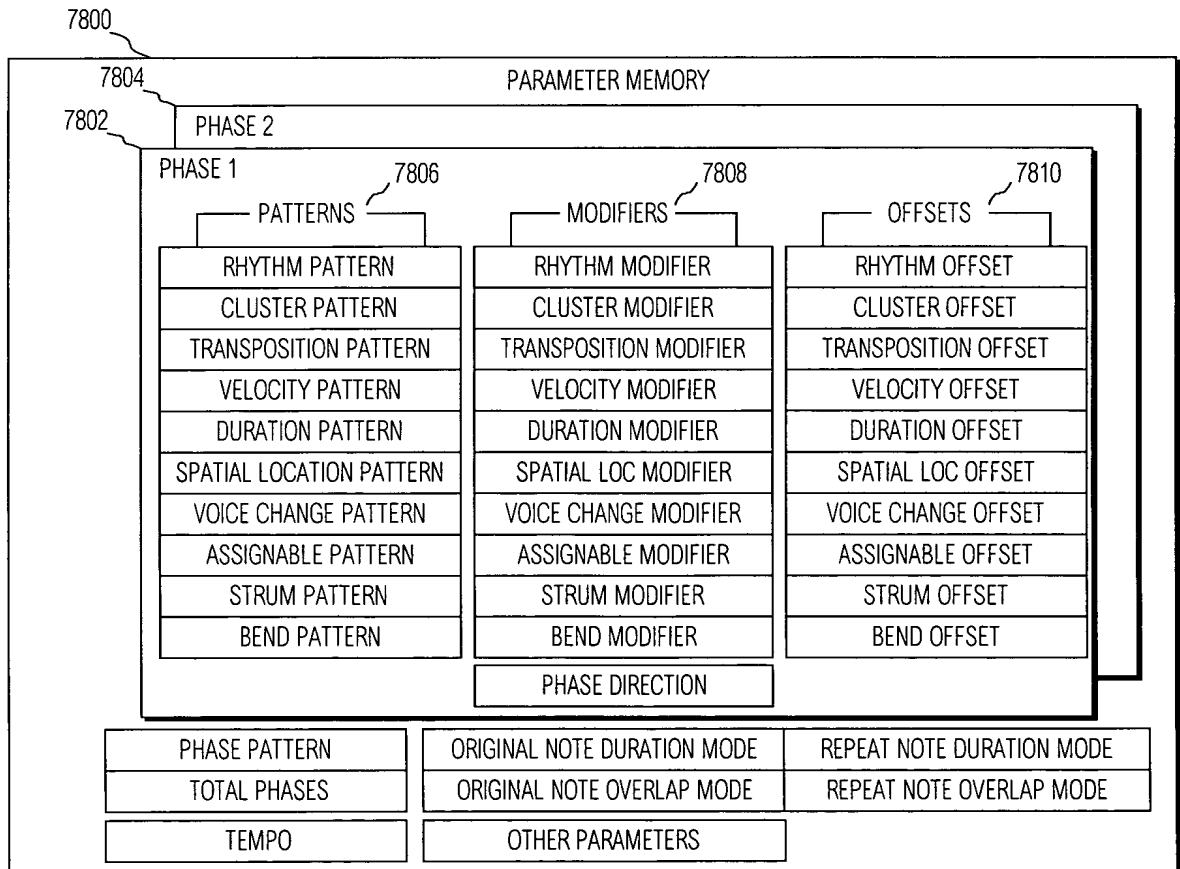 7800
PARAMETER MEMORY
7804
PHASE 2
7802
PHASE 1
7806
7808
7810
PATTERNS
MODIFIERS
OFFSETS
RHYTHM PATTERN
RHYTHM MODIFIER
RHYTHM OFFSET
CLUSTER PATTERN
CLUSTER MODIFIER
CLUSTER OFFSET
TRANSPOSITION PATTERN
TRANSPOSITION MODIFIER
TRANSPOSITION OFFSET
VELOCITY PATTERN
VELOCITY MODIFIER
VELOCITY OFFSET
DURATION PATTERN
DURATION MODIFIER
DURATION OFFSET
SPATIAL LOCATION PATTERN
SPATIAL LOC MODIFIER
SPATIAL LOC OFFSET
VOICE CHANGE PATTERN
VOICE CHANGE MODIFIER
VOICE CHANGE OFFSET
ASSIGNABLE PATTERN
ASSIGNABLE MODIFIER
ASSIGNABLE OFFSET
STRUM PATTERN
STRUM MODIFIER
STRUM OFFSET
BEND PATTERN
BEND MODIFIER
BEND OFFSET
PHASE DIRECTION
PHASE PATTERN
ORIGINAL NOTE DURATION MODE
REPEAT NOTE DURATION MODE
TOTAL PHASES
ORIGINAL NOTE OVERLAP MODE
REPEAT NOTE OVERLAP MODE
TEMPO
OTHER PARAMETERS